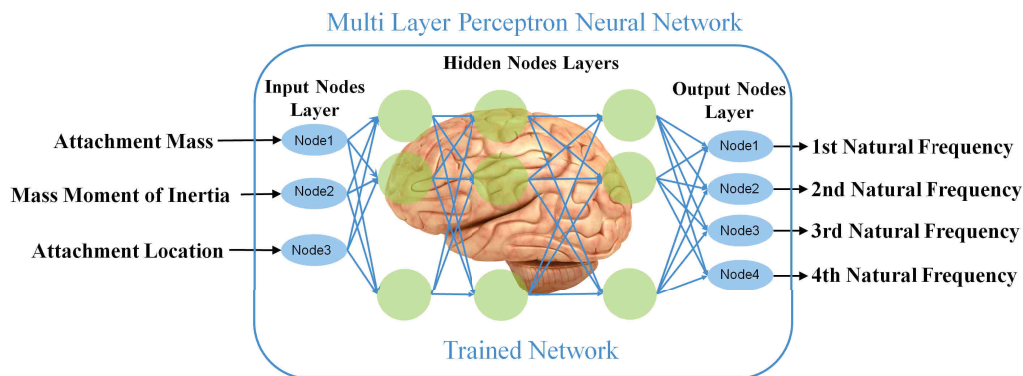 Multi Layer Perceptron Neural Network
Hidden Nodes Layers
Input Nodes
Layer
Output Nodes
Layer
Attachment Mass
Node1
Mass Moment of Inertia
Node2
Attachment Location
Node3
Node1
1st Natural Frequency
Node2
2nd Natural Frequency
Node3
3rd Natural Frequency
Node4
4th Natural Frequency
Trained Network